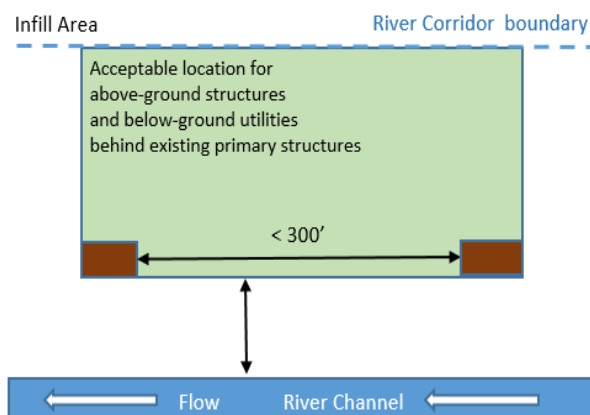 Infill Area
River Corridor boundary
Acceptable location for
above-ground structures
and below-ground utilities
behind existing primary structures
< 300’
Flow
River Channel